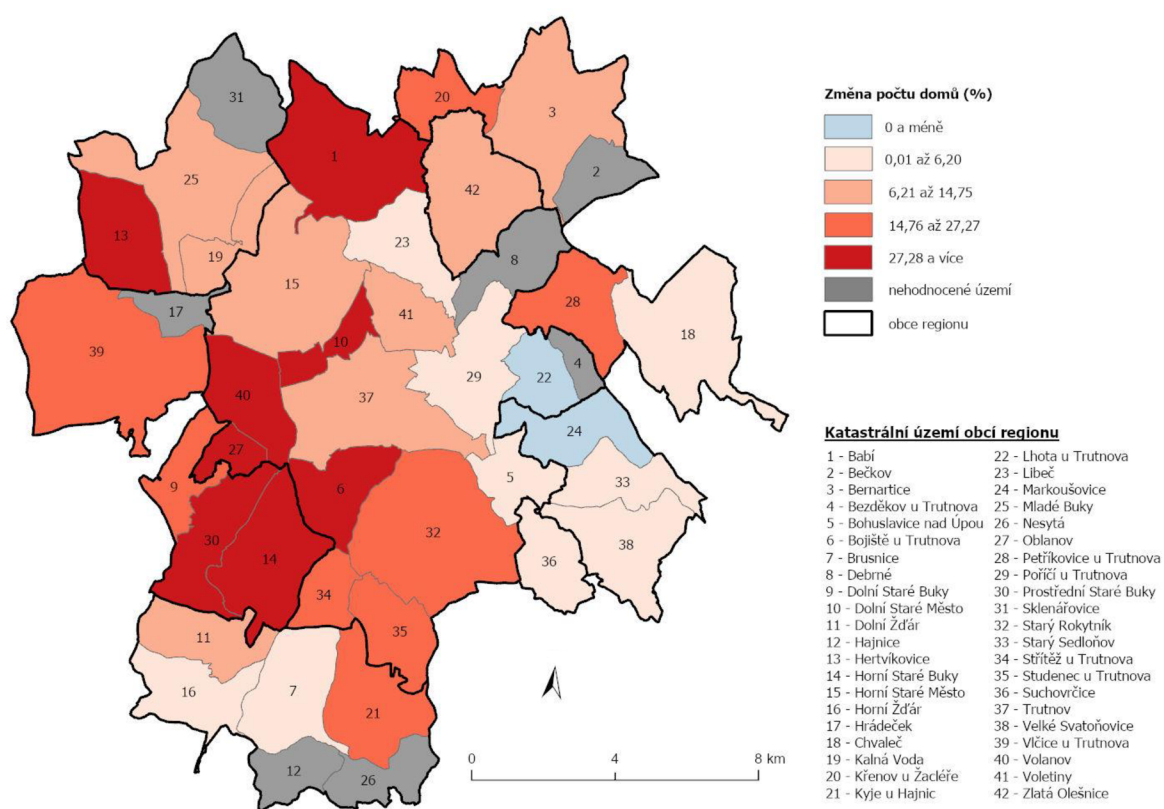 31
20
3
1
2
25
42
13
23
19
8
15
28
17
41
18
10
39
4
22
29
40
37
24
27
5
33
9
6
32
38
36
30
14
34
35
11
16
7
21
12
26
0
4
8 km
Změna počtu domů (%)
0 a méně
0,01 až 6,20
6,21 až 14,75
14,76 až 27,27
27,28 a více
nehodnocené území
obce regionu
Katastrální území obcí regionu
1 - Babí
2 - Bečkov
3 - Bernartice
4 - Bezděkov u Trutnova
5 - Bohuslavice nad Úpou
6 - Bojiště u Trutnova
7 - Brusnice
8 - Debrné
9 - Dolní Staré Buky
10 - Dolní Staré Město
11 - Dolní Žďár
12 - Hajnice
13 - Hertvíkovice
14 - Horní Staré Buky
15 - Horní Staré Město
16 - Horní Žďár
17 - Hrádeček
18 - Chvaleč
19 - Kalná Voda
20 - Křenov u Žacléře
21 - Kyje u Hajnic
22 - Lhota u Trutnova
23 - Libeč
24 - Markoušovice
25 - Mladé Buky
26 - Nesytá
27 - Oblanov
28 - Petříkovice u Trutnova
29 - Poříčí u Trutnova
30 - Prostřední Staré Buky
31 - Sklenářovice
32 - Starý Rokytník
33 - Starý Sedloňov
34 - Střítěž u Trutnova
35 - Studenec u Trutnova
36 - Suchovrčice
37 - Trutnov
38 - Velké Svatoňovice
39 - Vlčice u Trutnova
40 - Volanov
41 - Voletiny
42 - Zlatá Olešnice